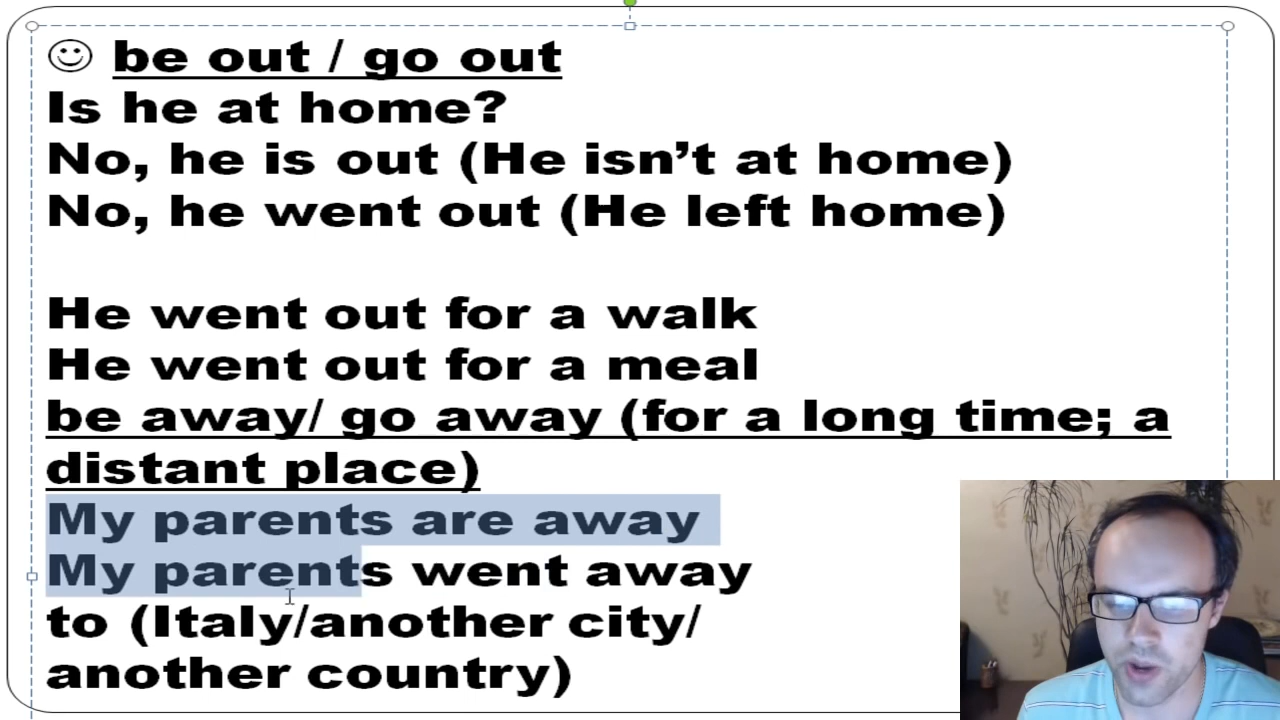 ☺ be out / go out
Is he at home?
No, he is out (He isn’t at home)
No, he went out (He left home)
He went out for a walk
He went out for a meal
be away/ go away (for a long time; a
distant place)
My parents are away
My parents went away
to (Italy/another city/
another country)